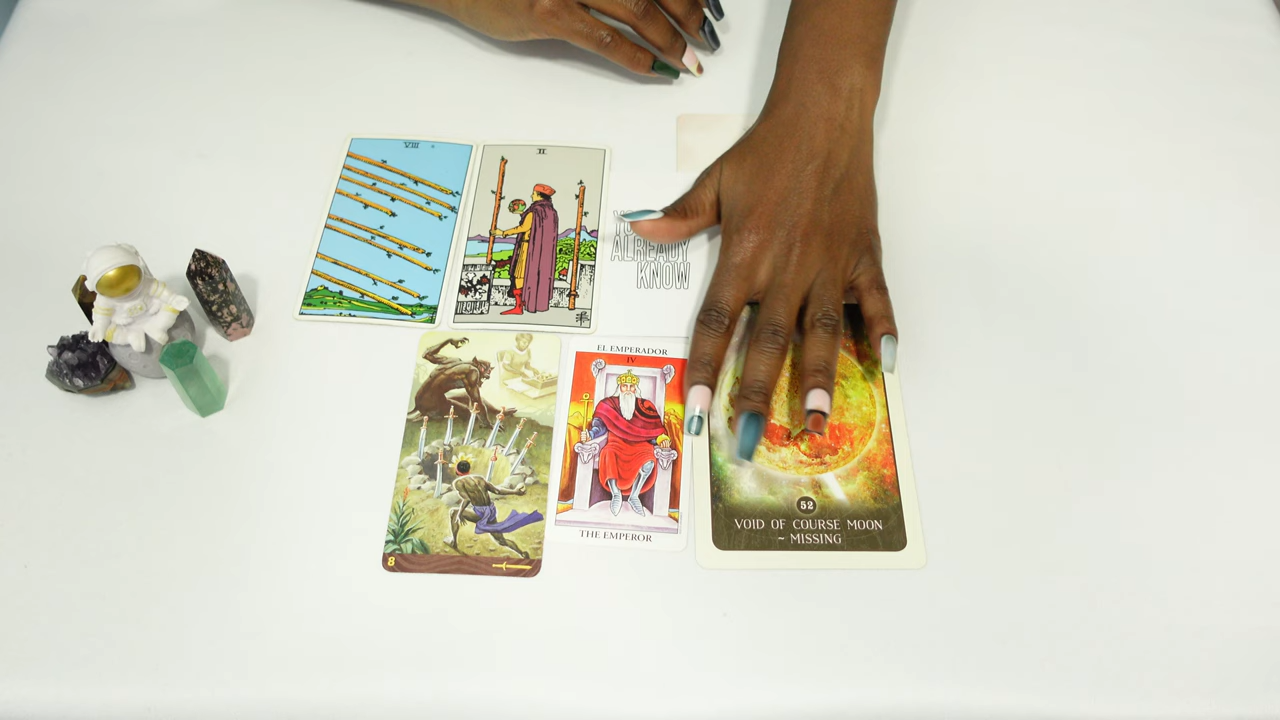 VIII
II
ALREADY
KNOW
EL EMPERADOR
IV
THE EMPEROR
8
52
VOID OF COURSE MOON
~ MISSING